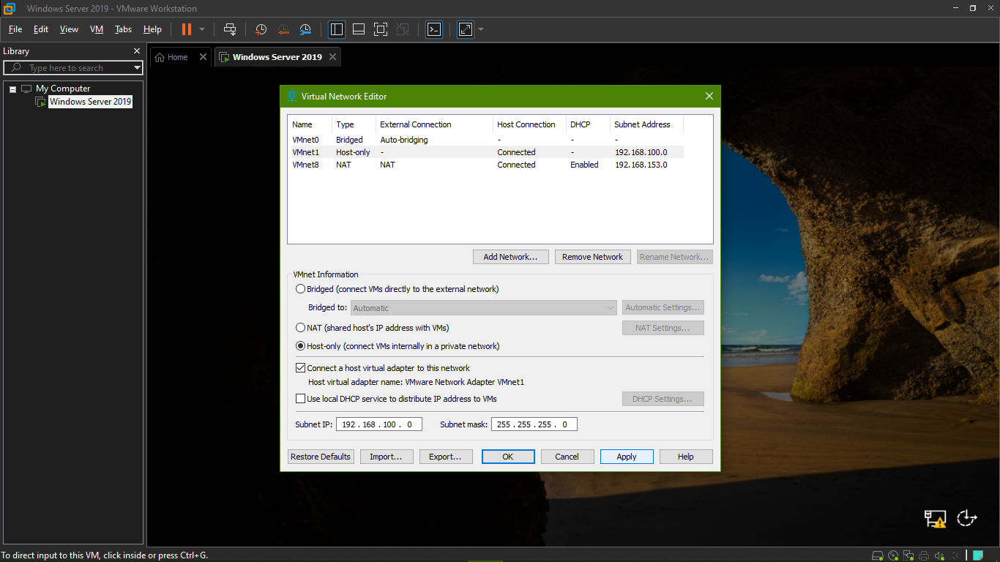 Windows Server 2019 - VMware Workstation
File Edit View VM Tabs Help
Library
Type here to search
My Computer
Windows Server 2019
Home
Windows Server 2019
Virtual Network Editor
Name Type External Connection Host Connection DHCP Subnet Address
VMnet0 Bridged Auto-bridging - - -
VMnet1 Host-only - Connected - 192.168.100.0
VMnet8 NAT NAT Connected Enabled 192.168.153.0
Add Network... Remove Network Rename Network...
VMnet Information
Bridged (connect VMs directly to the external network)
Bridged to: Automatic Automatic Settings...
NAT (shared host's IP address with VMs) NAT Settings...
Host-only (connect VMs internally in a private network)
Connect a host virtual adapter to this network
Host virtual adapter name: VMware Network Adapter VMnet1
Use local DHCP service to distribute IP address to VMs DHCP Settings...
Subnet IP: 192 . 168 . 100 . 0 Subnet mask: 255 . 255 . 255 . 0
Restore Defaults Import... Export... OK Cancel Apply Help
To direct input to this VM, click inside or press Ctrl+G.